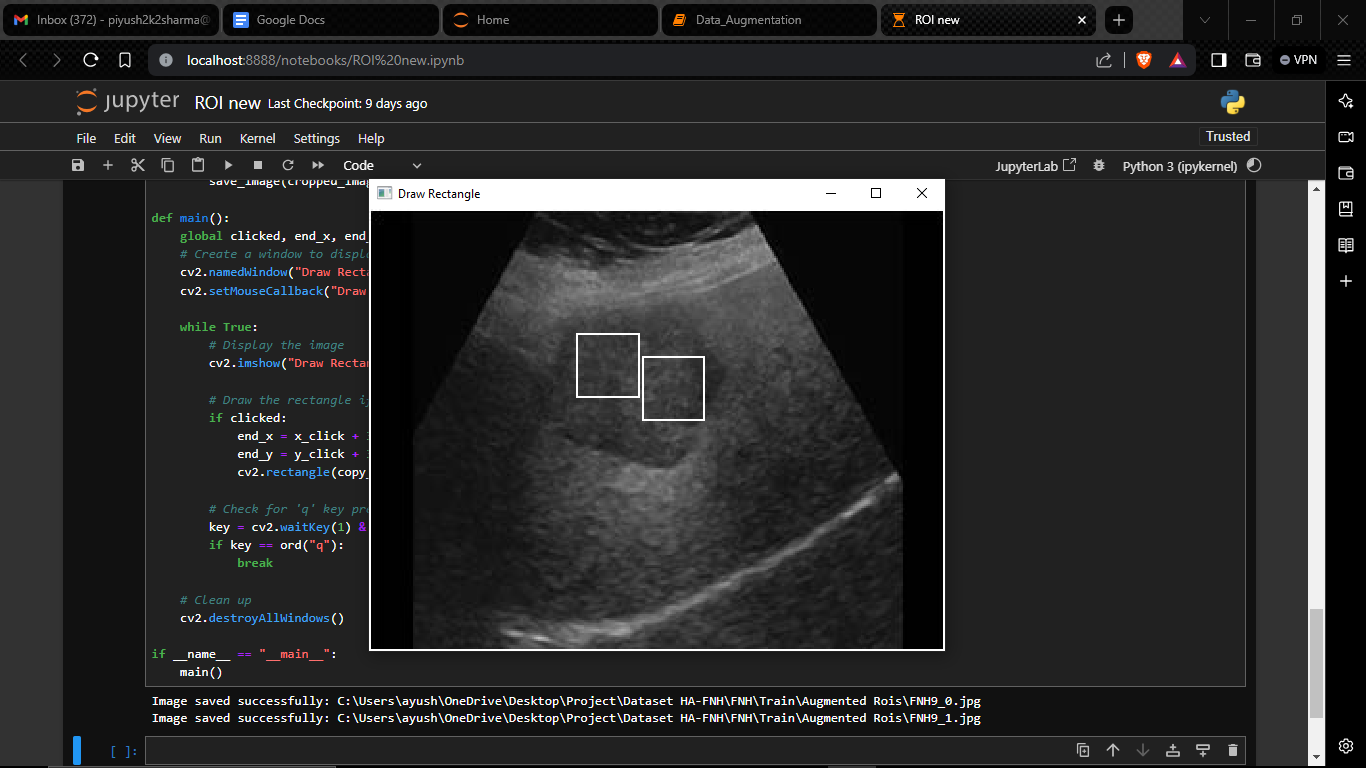 Inbox (372) - piyush2k2sharma@
Google Docs
Home
Data_Augmentation
ROI new
localhost:8888/notebooks/ROI%20new.ipynb
VPN
jupyter ROI new Last Checkpoint: 9 days ago
File Edit View Run Kernel Settings Help
Trusted
Code
JupyterLab
Python 3 (ipykernel)
save_image(cropped_imag
Draw Rectangle
def main():
global clicked, end_x, end_
# Create a window to displa
cv2.namedWindow("Draw Recta
cv2.setMouseCallback("Draw
while True:
# Display the image
cv2.imshow("Draw Rectan
# Draw the rectangle i
if clicked:
end_x = x_click +
end_y = y_click +
cv2.rectangle(copy_
# Check for 'q' key pre
key = cv2.waitKey(1) &
if key == ord("q"):
break
# Clean up
cv2.destroyAllWindows()
if __name__ == "__main__":
main()
Image saved successfully: C:\Users\ayush\OneDrive\Desktop\Project\Dataset HA-FNH\FNH\Train\Augmented Rois\FNH9_0.jpg
Image saved successfully: C:\Users\ayush\OneDrive\Desktop\Project\Dataset HA-FNH\FNH\Train\Augmented Rois\FNH9_1.jpg
[ ]: